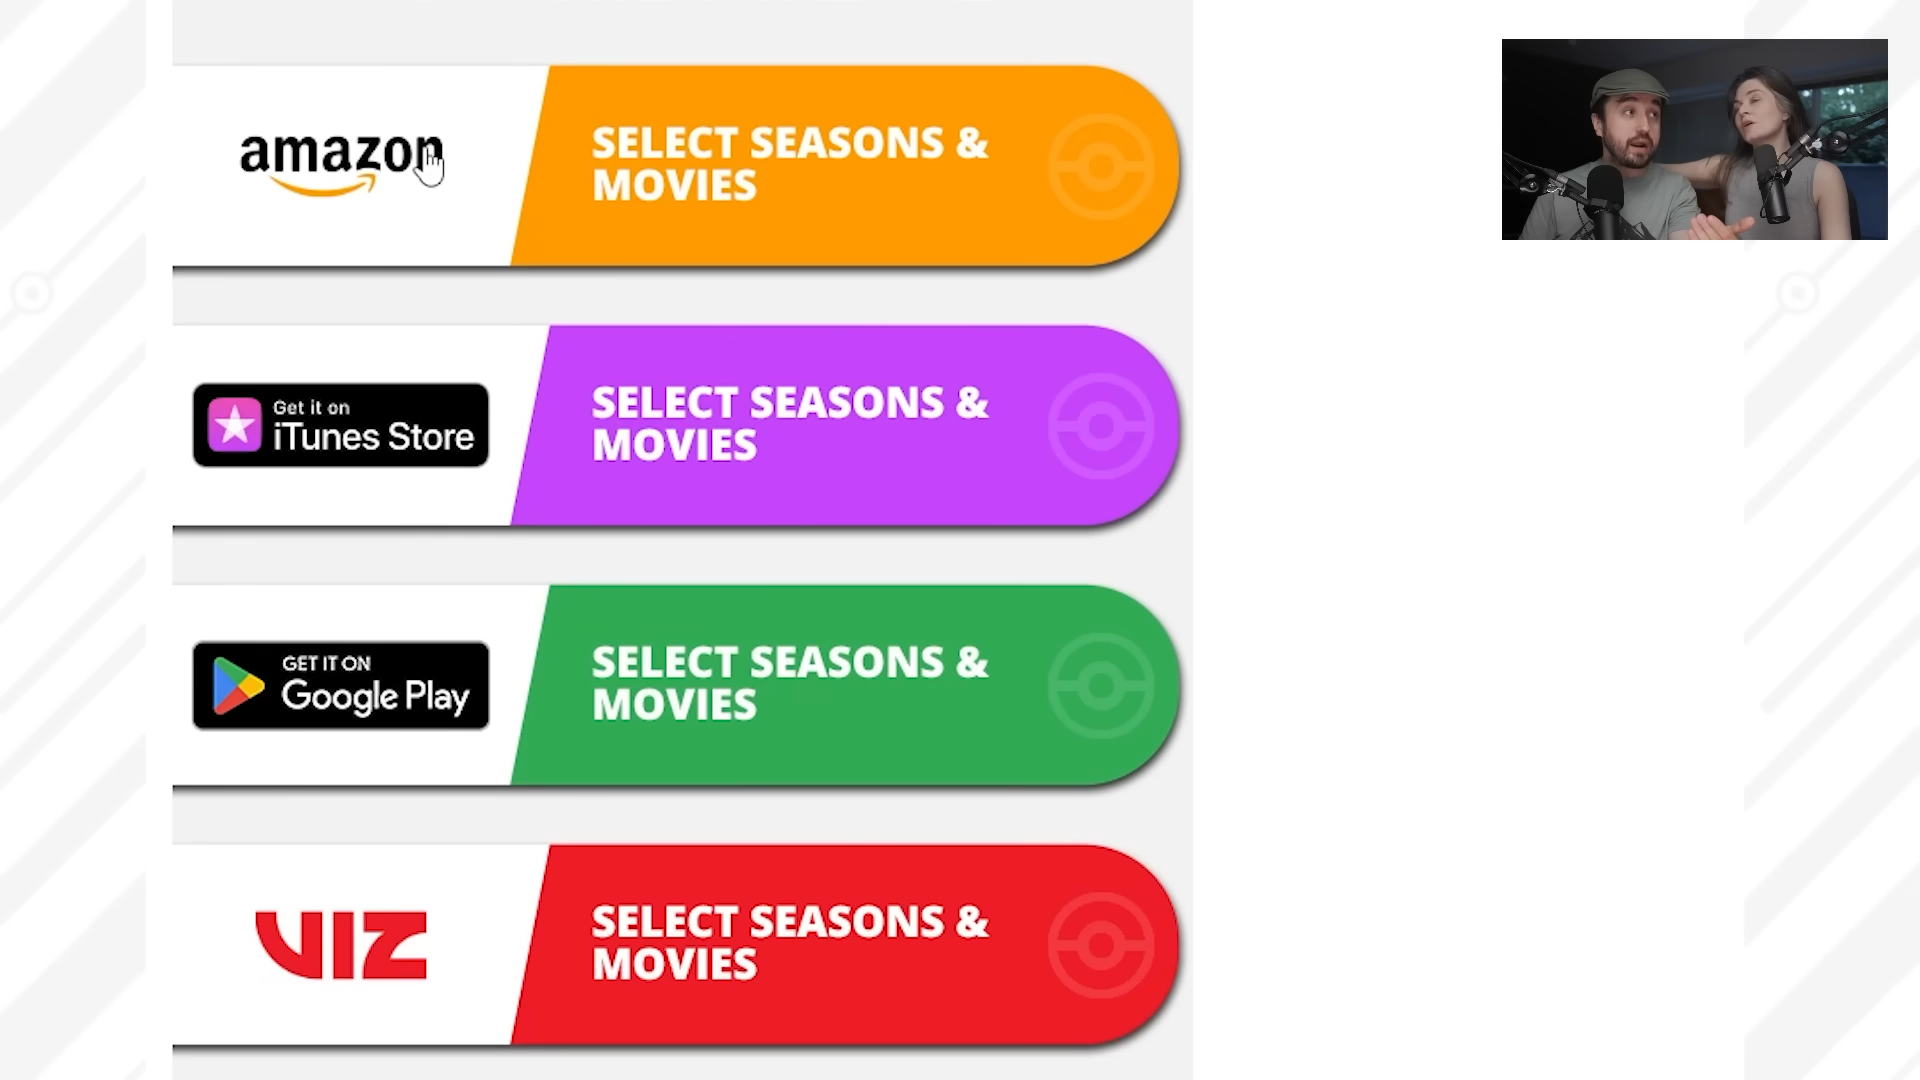 amazon
SELECT SEASONS &
MOVIES
Get it on
iTunes Store
SELECT SEASONS &
MOVIES
GET IT ON
Google Play
SELECT SEASONS &
MOVIES
VIZ
SELECT SEASONS &
MOVIES